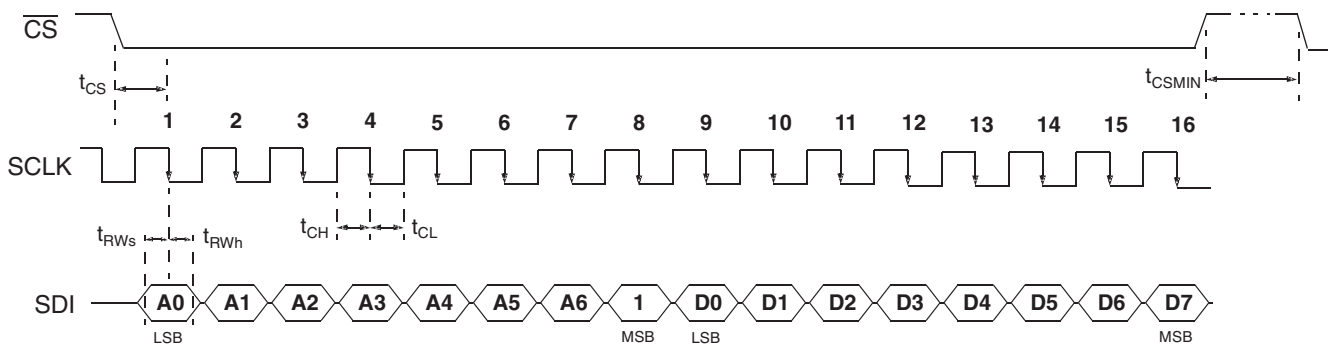 CS
tCS
tCSMIN
1 2 3 4 5 6 7 8 9 10 11 12 13 14 15 16
SCLK
tRWs tRWh tCH tCL
SDI A0 A1 A2 A3 A4 A5 A6 1 D0 D1 D2 D3 D4 D5 D6 D7
LSB MSB LSB MSB